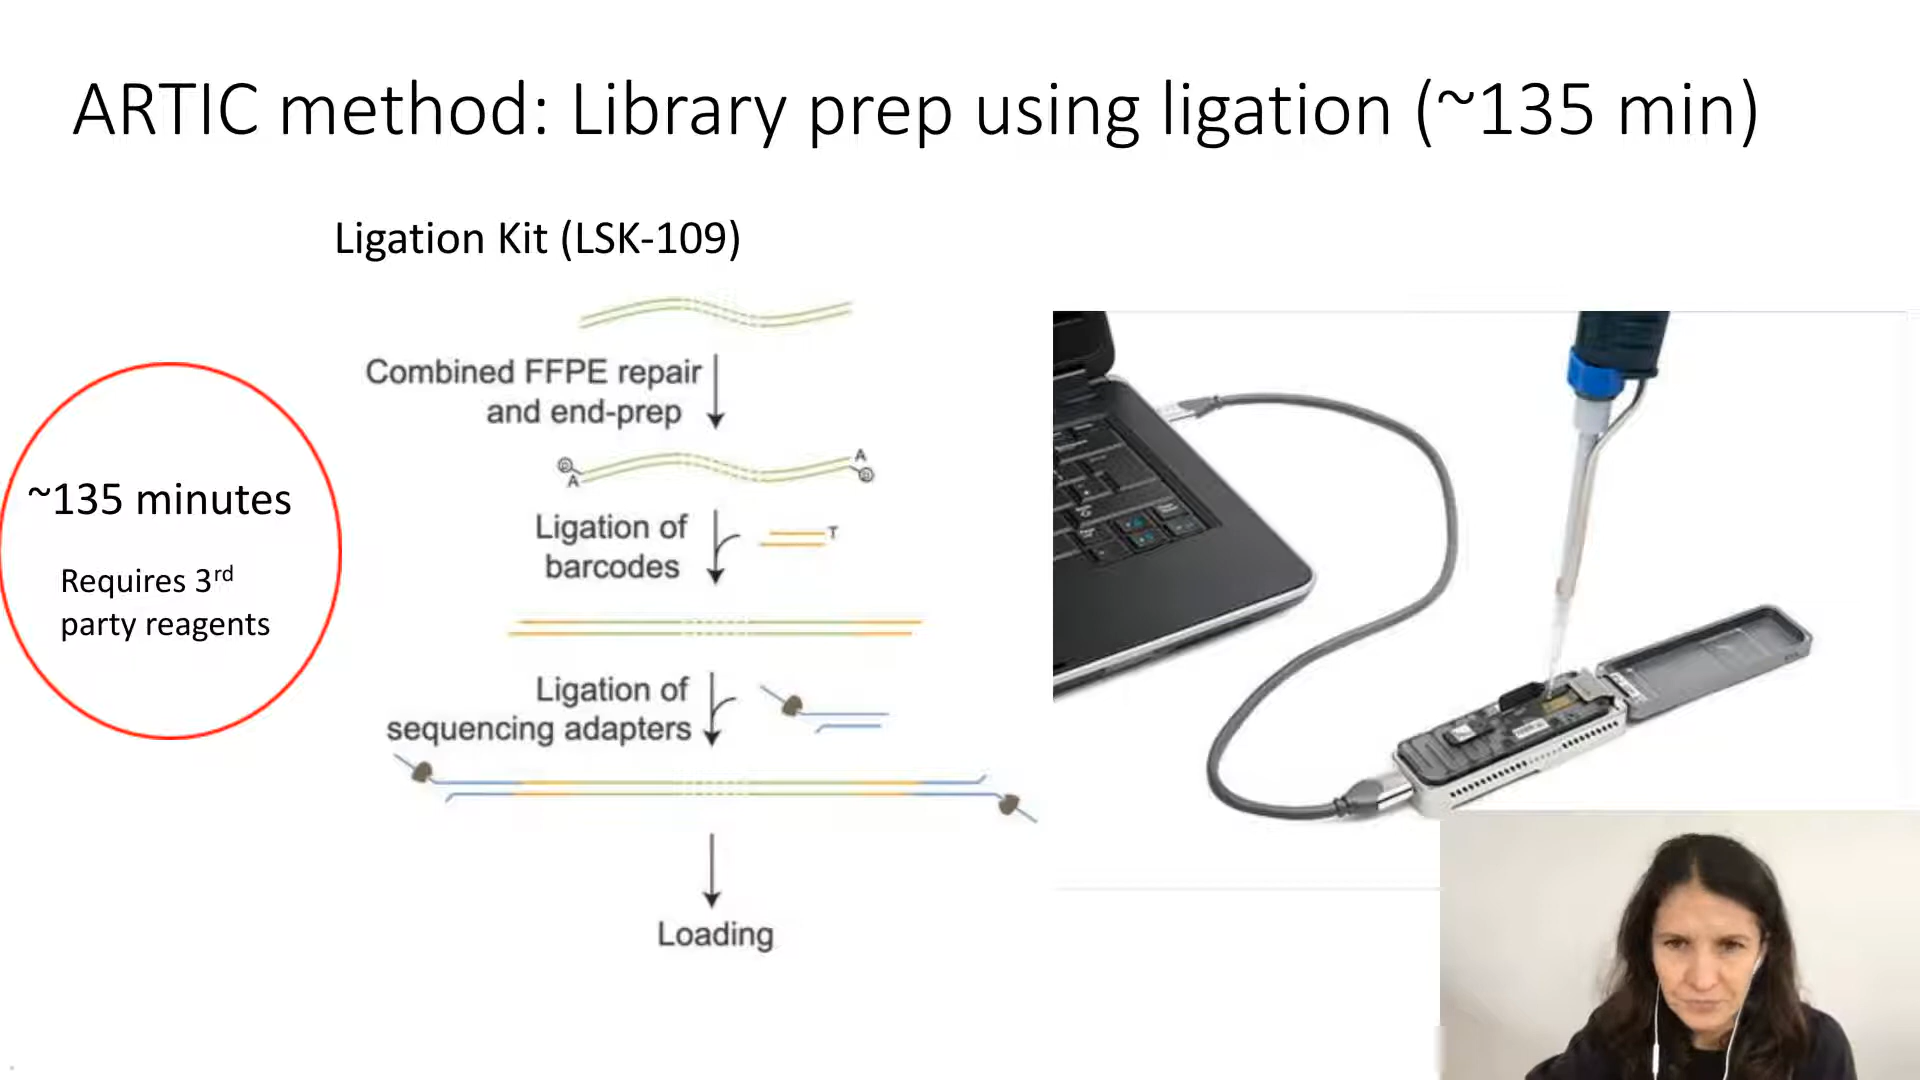 ARTIC method: Library prep using ligation (~135 min)
Ligation Kit (LSK-109)
Combined FFPE repair
and end-prep
A
A
~135 minutes
Requires 3rd
party reagents
Ligation of
barcodes
T
Ligation of
sequencing adapters
Loading